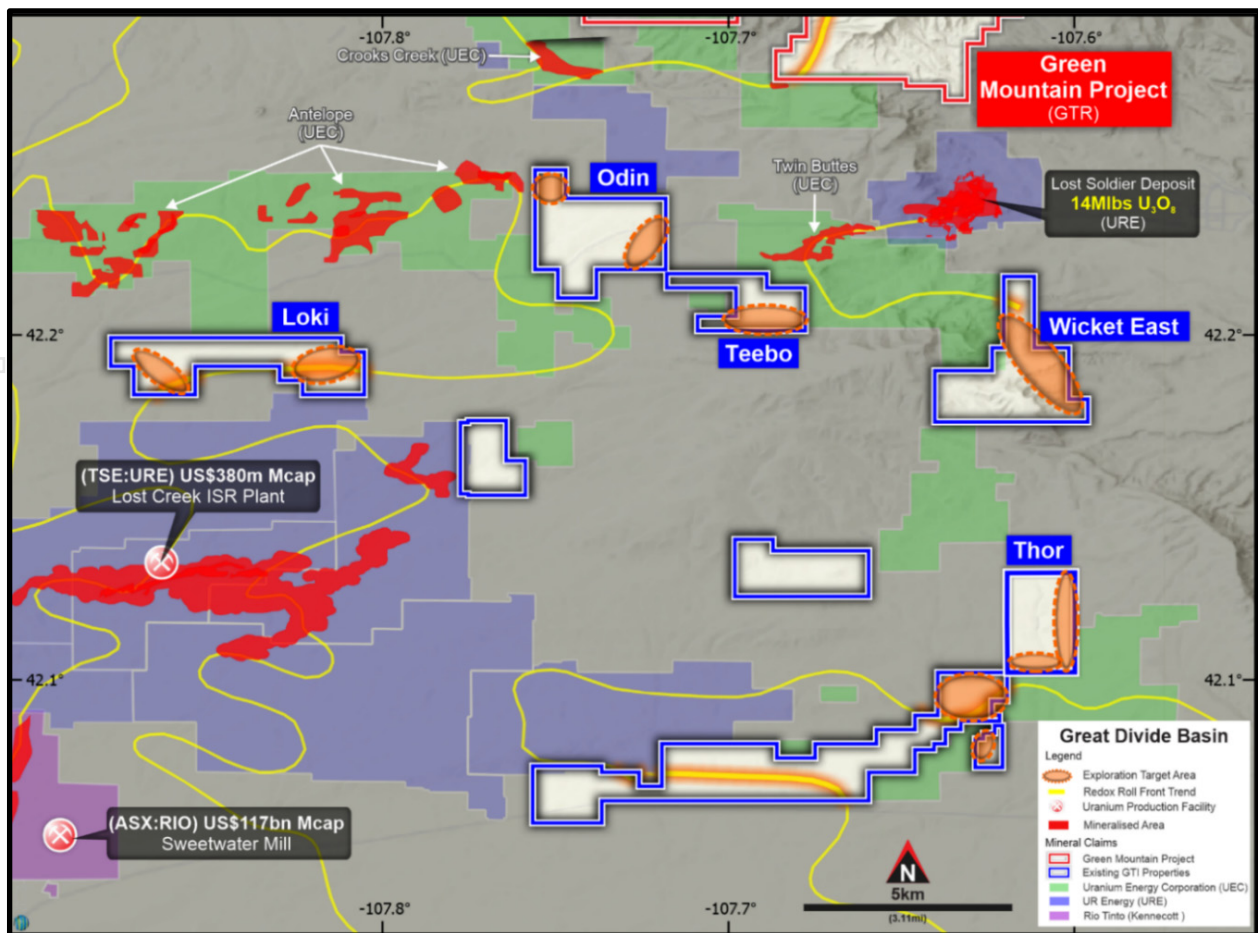 -107.8°
-107.7°
-107.6°
Crooks Creek (UEC)
Green
Mountain Project
(GTR)
Antelope
(UEC)
Odin
Twin Buttes
(UEC)
Lost Soldier Deposit
14Mlbs U₃O₈
(URE)
Loki
42.2°
Teebo
Wicket East
42.2°
(TSE:URE) US$380m Mcap
Lost Creek ISR Plant
Thor
42.1°
42.1°
(ASX:RIO) US$117bn Mcap
Sweetwater Mill
Great Divide Basin
Legend
Exploration Target Area
Redox Roll Front Trend
Uranium Production Facility
Mineralised Area
Mineral Claims
Green Mountain Project
Existing GTI Properties
Uranium Energy Corporation (UEC)
UR Energy (URE)
Rio Tinto (Kennecott )
N
5km
(3.11mi)
-107.8°
-107.7°
-107.6°